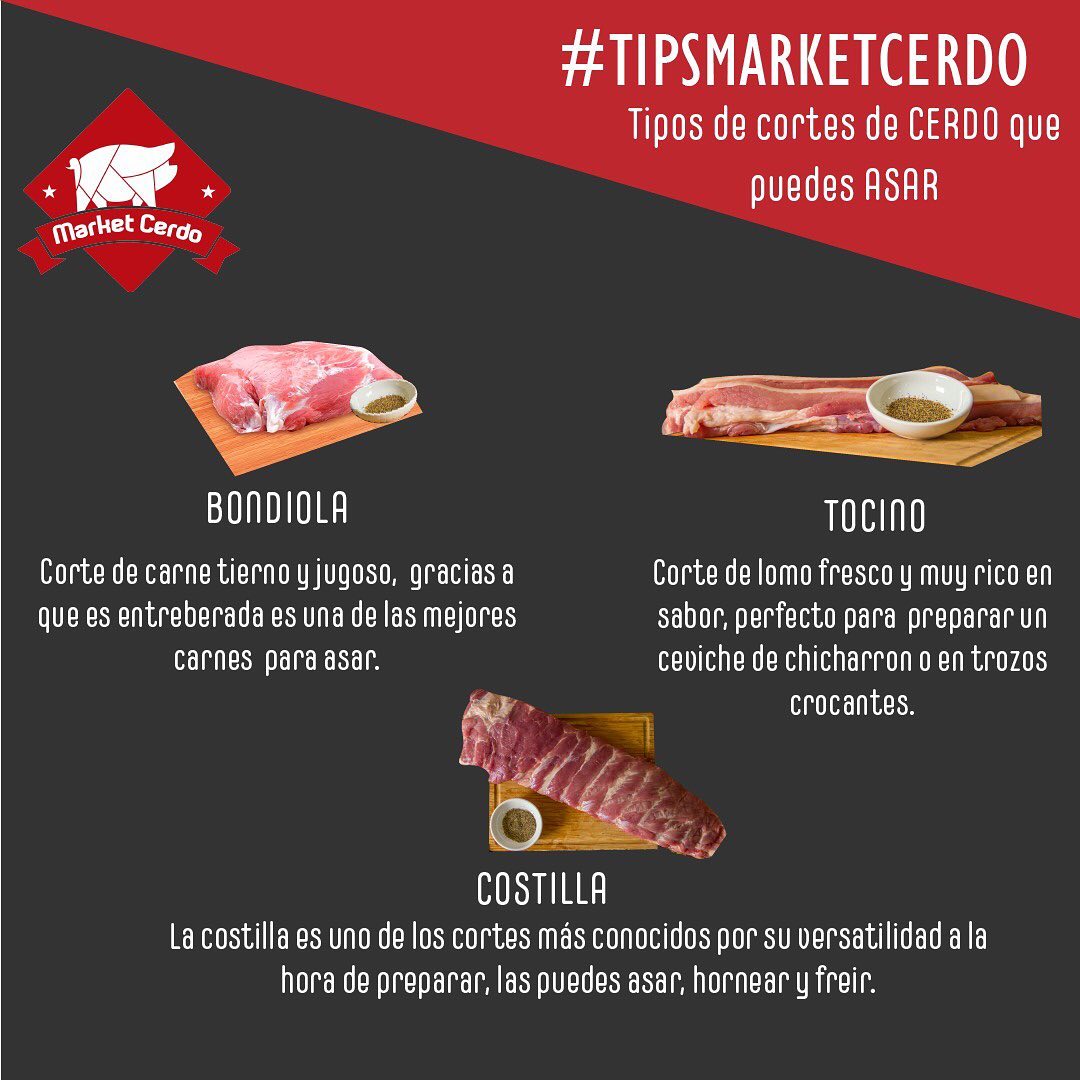 #TIPSMARKETCERDO
Tipos de cortes de CERDO que
puedes ASAR
Market Cerdo
BONDIOLA
Corte de carne tierno y jugoso, gracias a
que es entreberada es una de las mejores
carnes para asar.
TOCINO
Corte de lomo fresco y muy rico en
sabor, perfecto para preparar un
ceviche de chicharron o en trozos
crocantes.
COSTILLA
La costilla es uno de los cortes más conocidos por su versatilidad a la
hora de preparar, las puedes asar, hornear y freir.